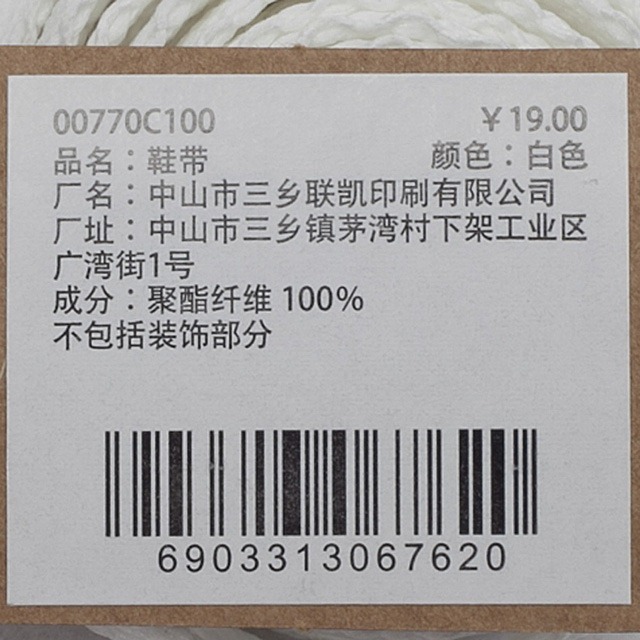 00770C100 ￥19.00
品名：鞋带 颜色：白色
厂名：中山市三乡联凯印刷有限公司
厂址：中山市三乡镇茅湾村下架工业区
广湾街1号
成分：聚酯纤维 100%
不包括装饰部分
6903313067620